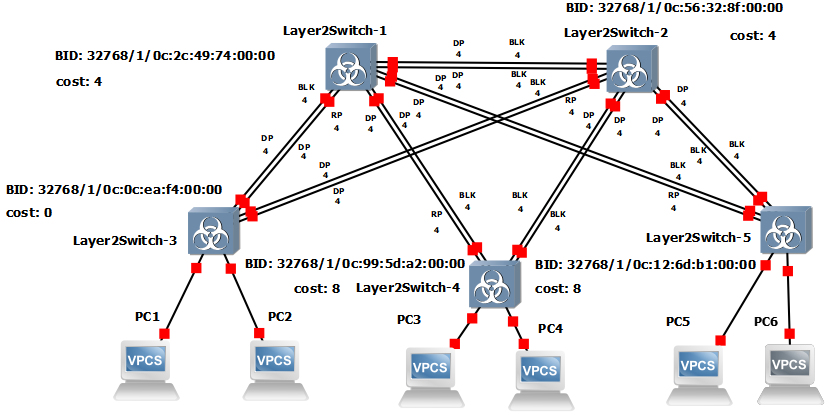 BID: 32768/1/0c:56:32:8f:00:00
Layer2Switch-1
Layer2Switch-2
cost: 4
BID: 32768/1/0c:2c:49:74:00:00
cost: 4
DP
4
BLK
4
DP
4
DP
4
BLK
4
BLK
4
BLK
4
RP
4
DP
4
DP
4
DP
4
RP
4
DP
4
DP
4
DP
4
DP
4
DP
4
DP
4
DP
4
BLK
4
BLK
4
BLK
4
BLK
4
RP
4
BID: 32768/1/0c:0c:ea:f4:00:00
cost: 0
RP
4
BLK
4
BLK
4
BLK
4
Layer2Switch-3
Layer2Switch-5
BID: 32768/1/0c:99:5d:a2:00:00
BID: 32768/1/0c:12:6d:b1:00:00
cost: 8
Layer2Switch-4
cost: 8
PC1
PC2
PC3
PC4
PC5
PC6
VPCS
VPCS
VPCS
VPCS
VPCS
VPCS